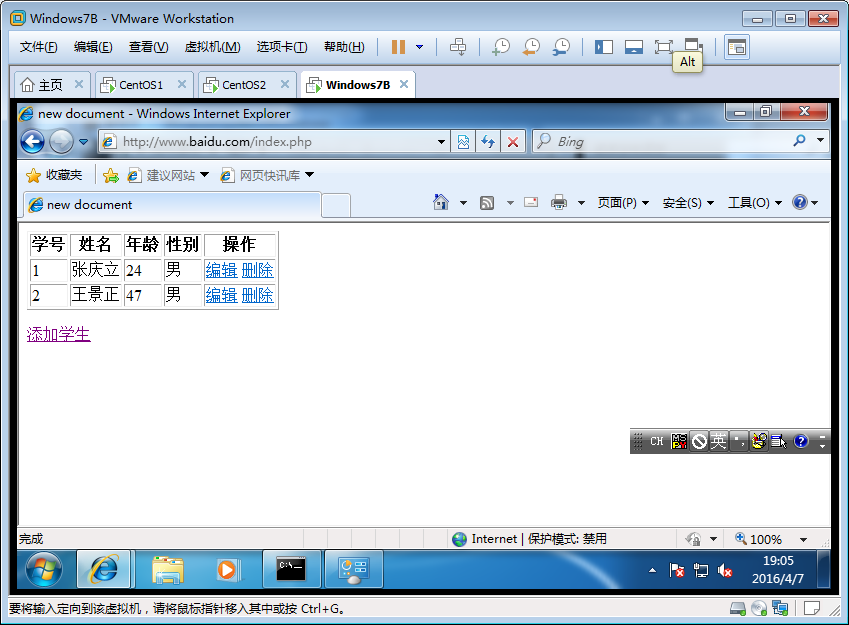 Windows7B - VMware Workstation
文件(F) 编辑(E) 查看(V) 虚拟机(M) 选项卡(T) 帮助(H)
Alt
主页 CentOS1 CentOS2 Windows7B
new document - Windows Internet Explorer
http://www.baidu.com/index.php Bing
收藏夹 建议网站 网页快讯库
new document 页面(P) 安全(S) 工具(O)
学号 姓名 年龄 性别 操作
1 张庆立 24 男 编辑 删除
2 王景正 47 男 编辑 删除
添加学生
CH 英
完成 Internet | 保护模式: 禁用 100%
C:\_
19:05
2016/4/7
要将输入定向到该虚拟机，请将鼠标指针移入其中或按 Ctrl+G。